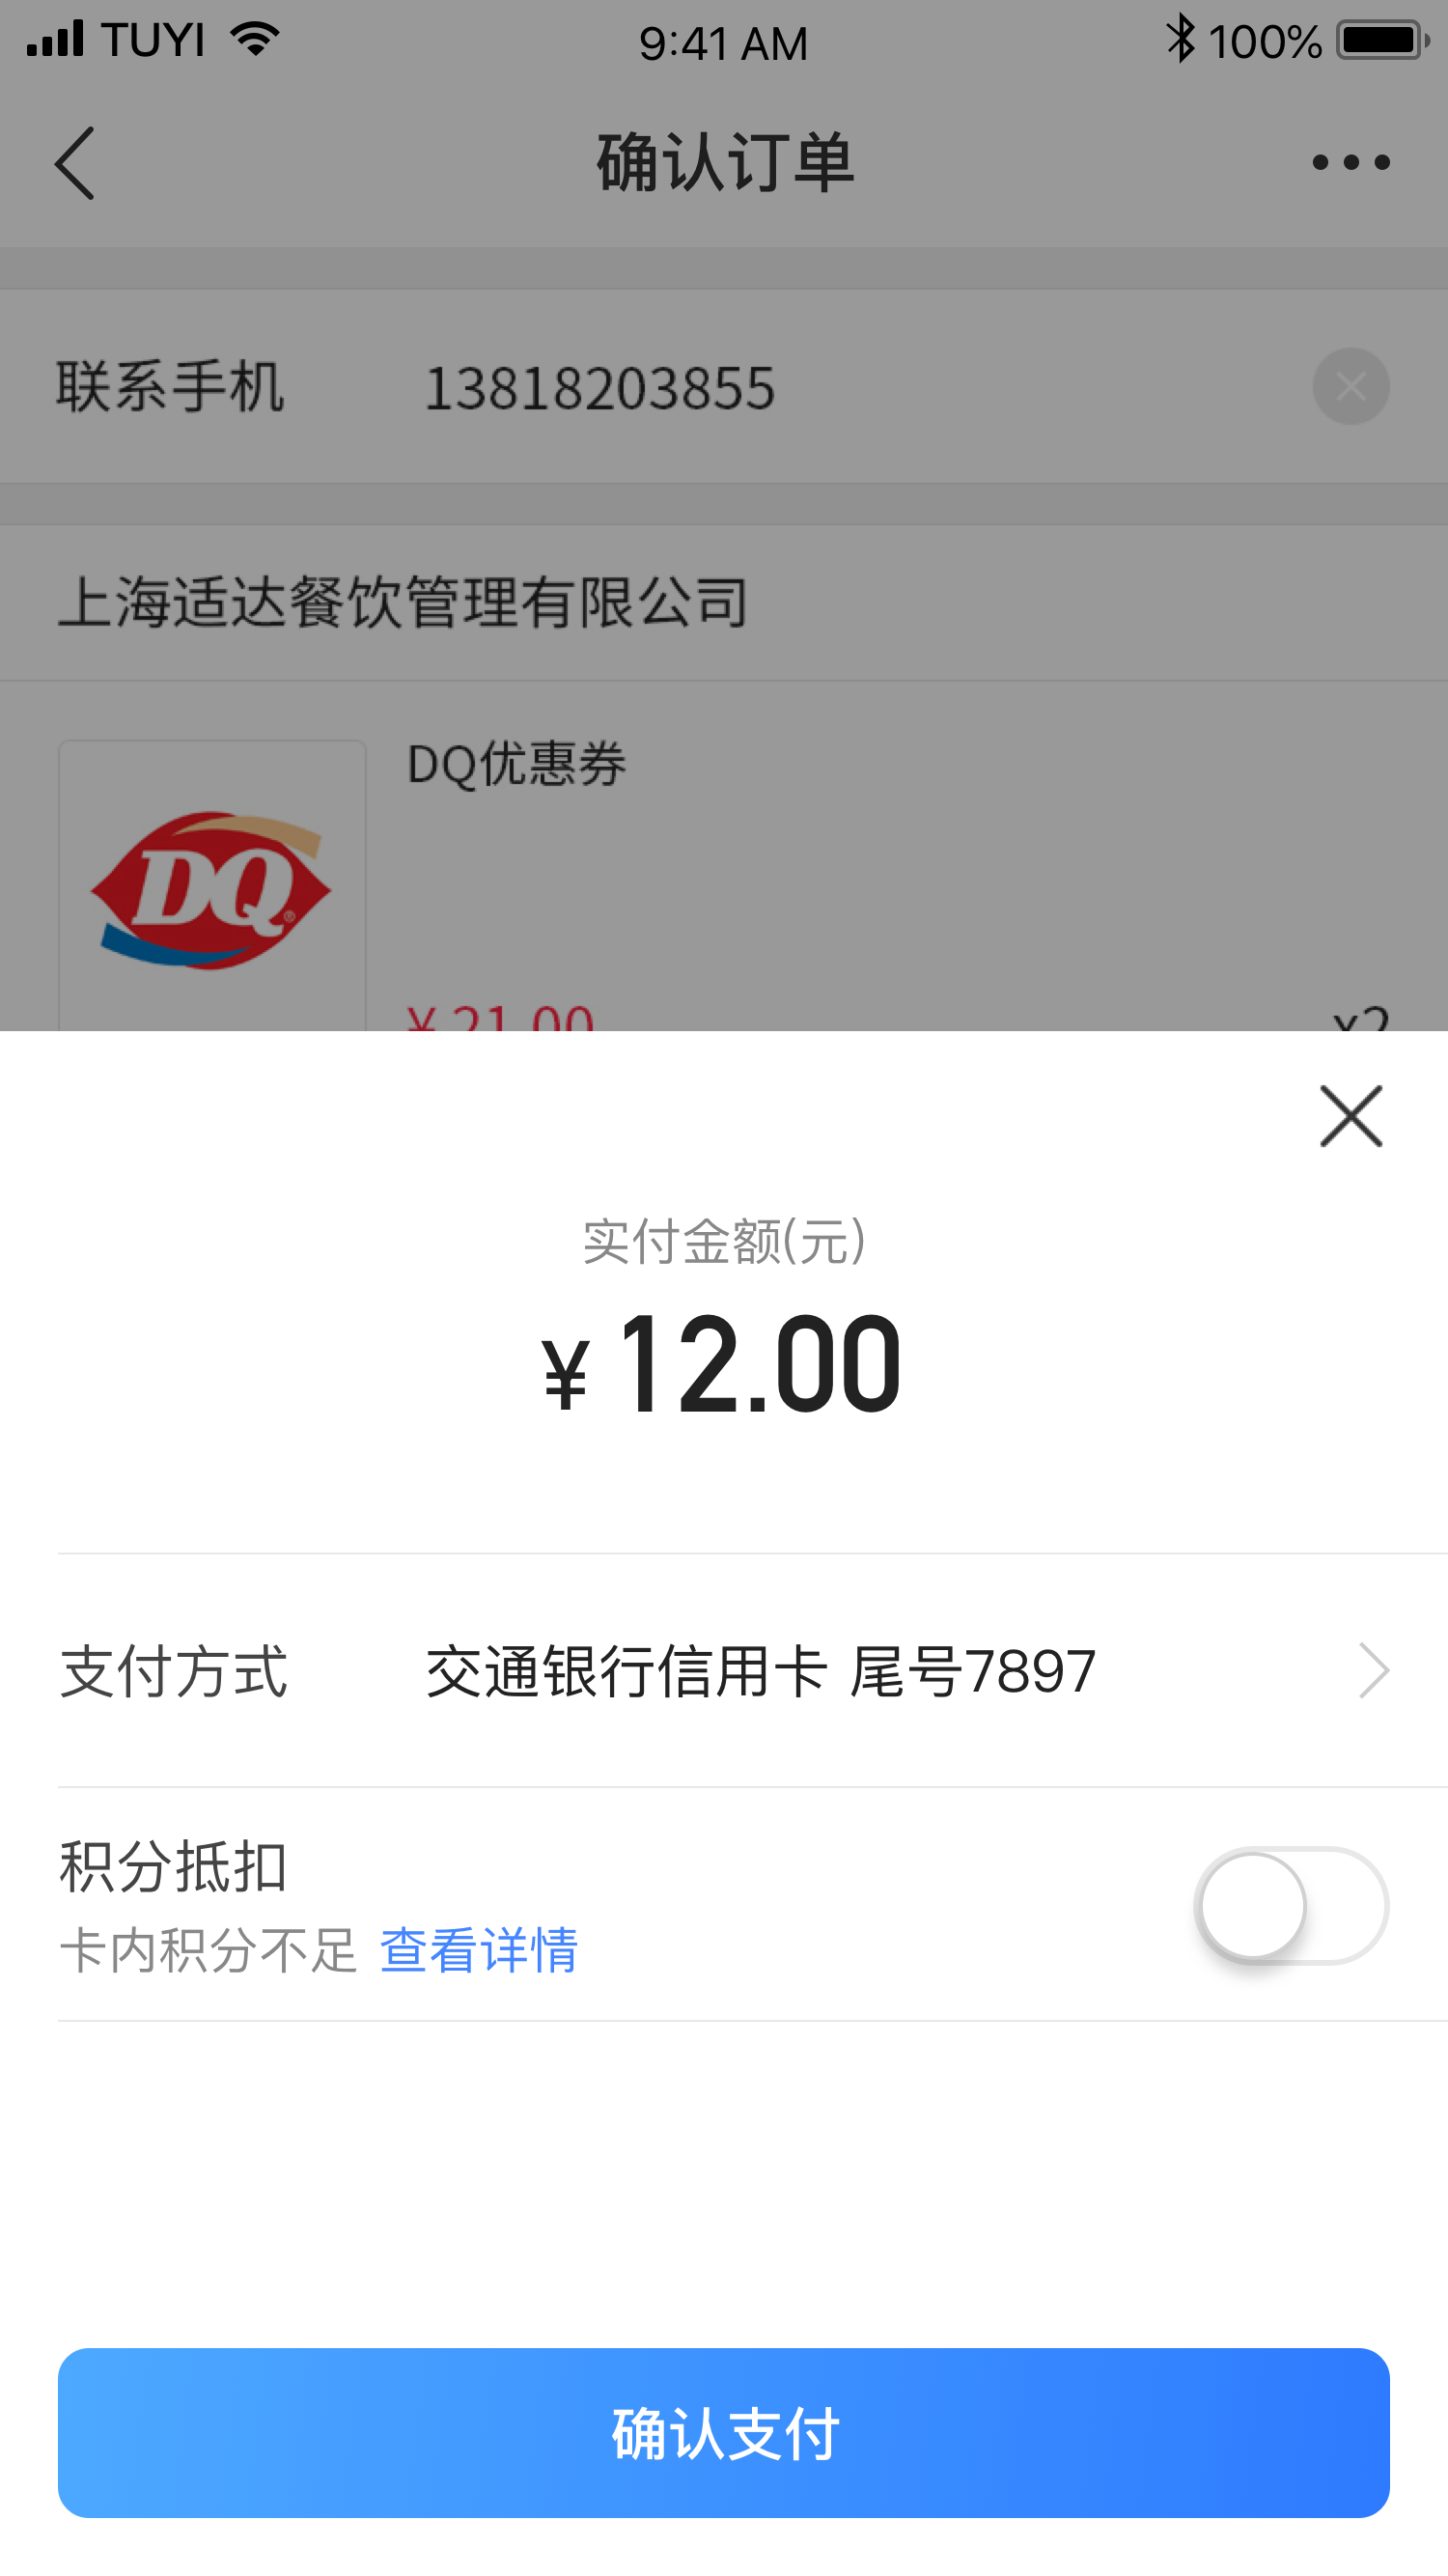 TUYI 9:41 AM 100%
确认订单
联系手机 13818203855
上海适达餐饮管理有限公司
DQ优惠券
DQ®
¥ 21.00 x2
实付金额(元)
¥ 12.00
支付方式 交通银行信用卡 尾号7897
积分抵扣
卡内积分不足 查看详情
确认支付